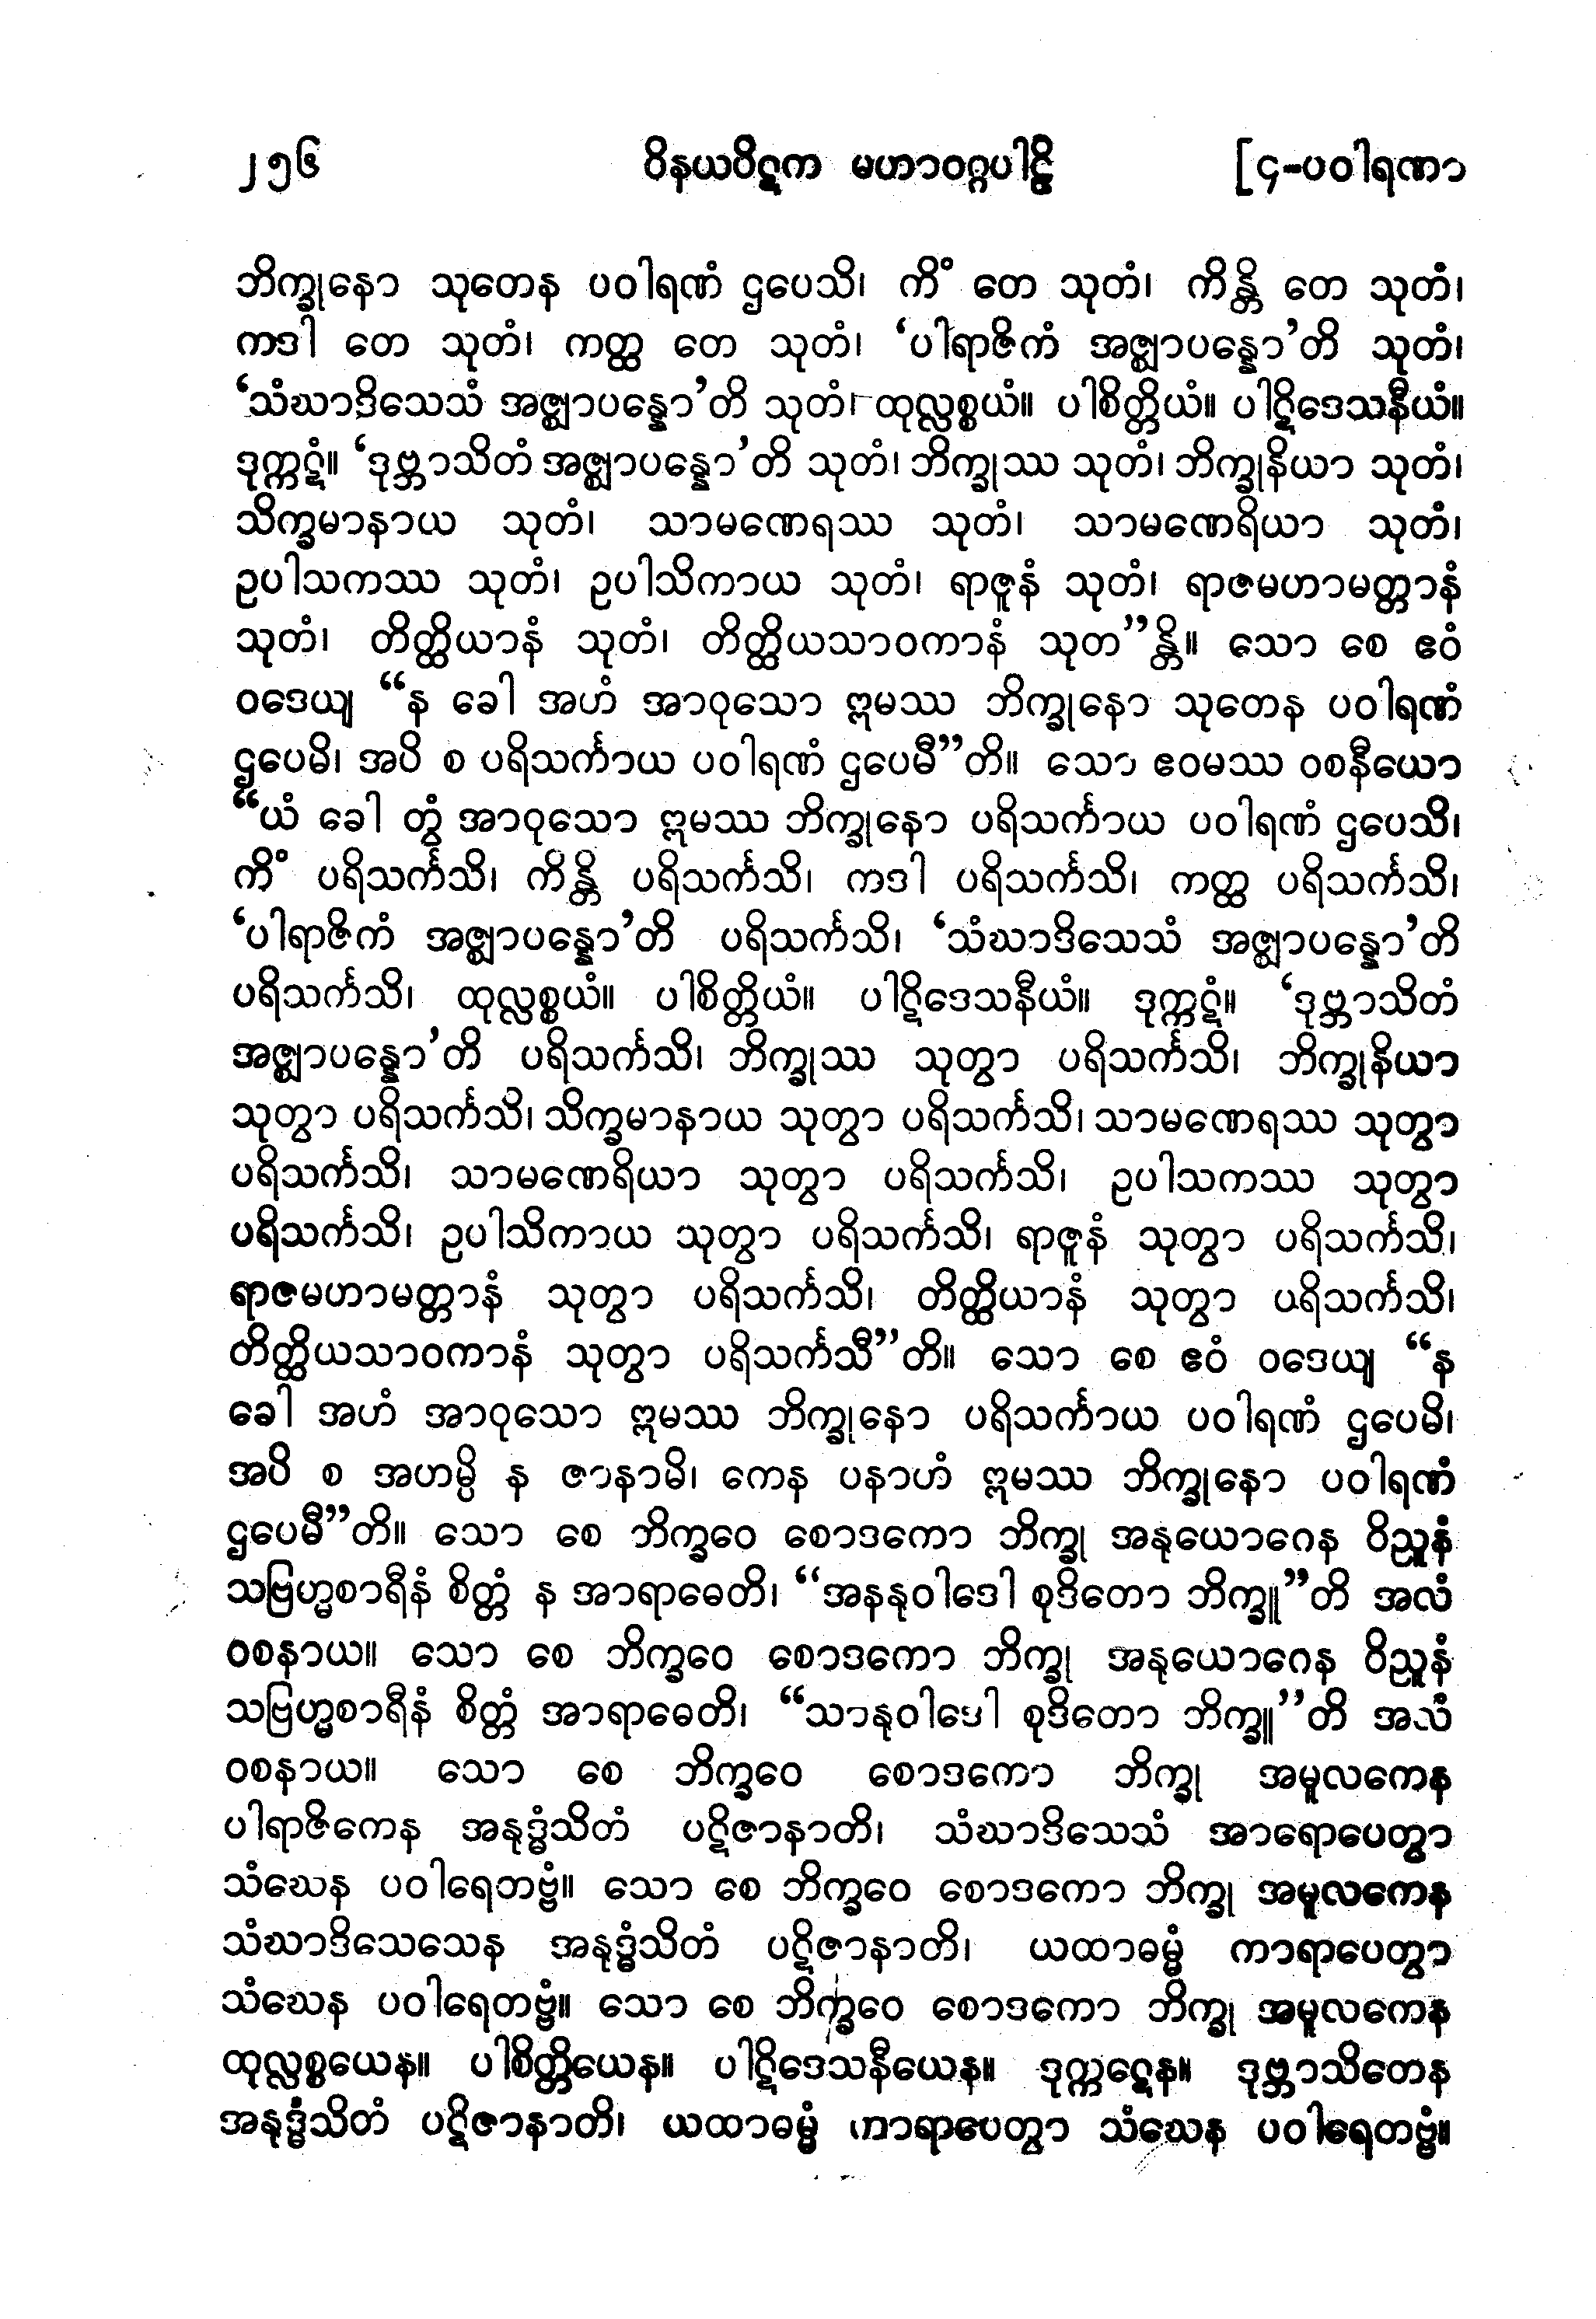 ၂၅၆ ဝိနယပိဋက မဟာဝဂ္ဂပါဠိ [၄-ပဝါရဏာ
ဘိက္ခုနော သုတေန ပဝါရဏံ ဌပေသိ၊ ကိံ တေ သုတံ၊ ကိန္တိ တေ သုတံ၊
ကဒါ တေ သုတံ၊ ကတ္ထ တေ သုတံ၊ ‘ပါရာဇိကံ အဇ္ဈာပန္နော’တိ သုတံ၊
‘သံဃာဒိသေသံ အဇ္ဈာပန္နော’တိ သုတံ၊ ထုလ္လစ္စယံ။ ပါစိတ္တိယံ။ ပါဋိဒေသနီယံ။
ဒုက္ကဋံ။ ‘ဒုဗ္ဘာသိတံ အဇ္ဈာပန္နော’တိ သုတံ၊ ဘိက္ခုဿ သုတံ၊ ဘိက္ခုနိယာ သုတံ၊
သိက္ခမာနာယ သုတံ၊ သာမဏေရဿ သုတံ၊ သာမဏေရိယာ သုတံ၊
ဥပါသကဿ သုတံ၊ ဥပါသိကာယ သုတံ၊ ရာဇူနံ သုတံ၊ ရာဇမဟာမတ္တာနံ
သုတံ၊ တိတ္ထိယာနံ သုတံ၊ တိတ္ထိယသာဝကာနံ သုတ”န္တိ။ သော စေ ဧဝံ
ဝဒေယျ “န ခေါ အဟံ အာဝုသော ဣမဿ ဘိက္ခုနော သုတေန ပဝါရဏံ
ဌပေမိ၊ အပိ စ ပရိသင်္ကာယ ပဝါရဏံ ဌပေမီ”တိ။ သော ဧဝမဿ ဝစနီယော
“ယံ ခေါ တွံ အာဝုသော ဣမဿ ဘိက္ခုနော ပရိသင်္ကာယ ပဝါရဏံ ဌပေသိ၊
ကိံ ပရိသင်္ကသိ၊ ကိန္တိ ပရိသင်္ကသိ၊ ကဒါ ပရိသင်္ကသိ၊ ကတ္ထ ပရိသင်္ကသိ၊
‘ပါရာဇိကံ အဇ္ဈာပန္နော’တိ ပရိသင်္ကသိ၊ ‘သံဃာဒိသေသံ အဇ္ဈာပန္နော’တိ
ပရိသင်္ကသိ၊ ထုလ္လစ္စယံ။ ပါစိတ္တိယံ။ ပါဋိဒေသနီယံ။ ဒုက္ကဋံ။ ‘ဒုဗ္ဘာသိတံ
အဇ္ဈာပန္နော’တိ ပရိသင်္ကသိ၊ ဘိက္ခုဿ သုတွာ ပရိသင်္ကသိ၊ ဘိက္ခုနိယာ
သုတွာ ပရိသင်္ကသိ၊ သိက္ခမာနာယ သုတွာ ပရိသင်္ကသိ၊ သာမဏေရဿ သုတွာ
ပရိသင်္ကသိ၊ သာမဏေရိယာ သုတွာ ပရိသင်္ကသိ၊ ဥပါသကဿ သုတွာ
ပရိသင်္ကသိ၊ ဥပါသိကာယ သုတွာ ပရိသင်္ကသိ၊ ရာဇူနံ သုတွာ ပရိသင်္ကသိ၊
ရာဇမဟာမတ္တာနံ သုတွာ ပရိသင်္ကသိ၊ တိတ္ထိယာနံ သုတွာ ပရိသင်္ကသိ၊
တိတ္ထိယသာဝကာနံ သုတွာ ပရိသင်္ကသီ”တိ။ သော စေ ဧဝံ ဝဒေယျ “န
ခေါ အဟံ အာဝုသော ဣမဿ ဘိက္ခုနော ပရိသင်္ကာယ ပဝါရဏံ ဌပေမိ၊
အပိ စ အဟမ္ပိ န ဇာနာမိ၊ ကေန ပနာဟံ ဣမဿ ဘိက္ခုနော ပဝါရဏံ
ဌပေမီ”တိ။ သော စေ ဘိက္ခဝေ စောဒကော ဘိက္ခု အနုယောဂေန ဝိညူနံ
သဗြဟ္မစာရီနံ စိတ္တံ န အာရာဓေတိ၊ “အနနုဝါဒေါ စုဒိတော ဘိက္ခူ”တိ အလံ
ဝစနာယ။ သော စေ ဘိက္ခဝေ စောဒကော ဘိက္ခု အနုယောဂေန ဝိညူနံ
သဗြဟ္မစာရီနံ စိတ္တံ အာရာဓေတိ၊ “သာနုဝါဒေါ စုဒိတော ဘိက္ခူ”တိ အလံ
ဝစနာယ။ သော စေ ဘိက္ခဝေ စောဒကော ဘိက္ခု အမူလကေန
ပါရာဇိကေန အနုဒ္ဓံသိတံ ပဋိဇာနာတိ၊ သံဃာဒိသေသံ အာရောပေတွာ
သံဃေန ပဝါရေတဗ္ဗံ။ သော စေ ဘိက္ခဝေ စောဒကော ဘိက္ခု အမူလကေန
သံဃာဒိသေသေန အနုဒ္ဓံသိတံ ပဋိဇာနာတိ၊ ယထာဓမ္မံ ကာရာပေတွာ
သံဃေန ပဝါရေတဗ္ဗံ။ သော စေ ဘိက္ခဝေ စောဒကော ဘိက္ခု အမူလကေန
ထုလ္လစ္စယေန။ ပါစိတ္တိယေန။ ပါဋိဒေသနီယေန။ ဒုက္ကဋေန။ ဒုဗ္ဘာသိတေန
အနုဒ္ဓံသိတံ ပဋိဇာနာတိ၊ ယထာဓမ္မံ ကာရာပေတွာ သံဃေန ပဝါရေတဗ္ဗံ။